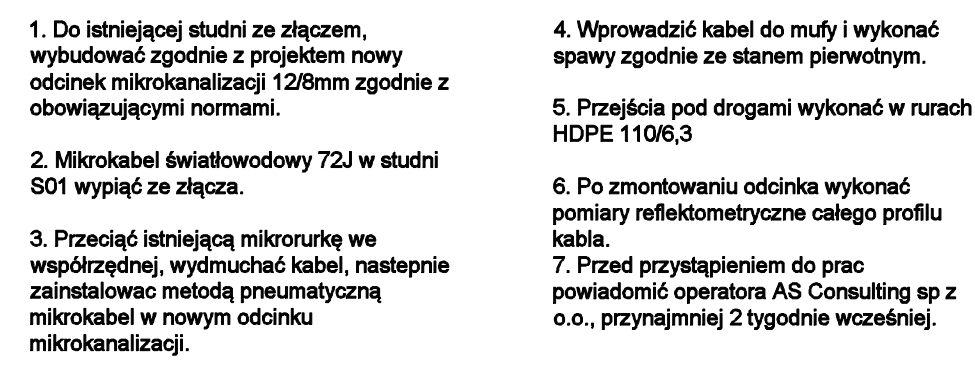 1. Do istniejącej studni ze złączem,
wybudować zgodnie z projektem nowy
odcinek mikrokanalizacji 12/8mm zgodnie z
obowiązującymi normami.
2. Mikrokabel światłowodowy 72J w studni
S01 wypiąć ze złącza.
3. Przeciąć istniejącą mikrorurkę we
współrzędnej, wydmuchać kabel, nastepnie
zainstalowac metodą pneumatyczną
mikrokabel w nowym odcinku
mikrokanalizacji.
4. Wprowadzić kabel do mufy i wykonać
spawy zgodnie ze stanem pierwotnym.
5. Przejścia pod drogami wykonać w rurach
HDPE 110/6,3
6. Po zmontowaniu odcinka wykonać
pomiary reflektometryczne całego profilu
kabla.
7. Przed przystąpieniem do prac
powiadomić operatora AS Consulting sp z
o.o., przynajmniej 2 tygodnie wcześniej.